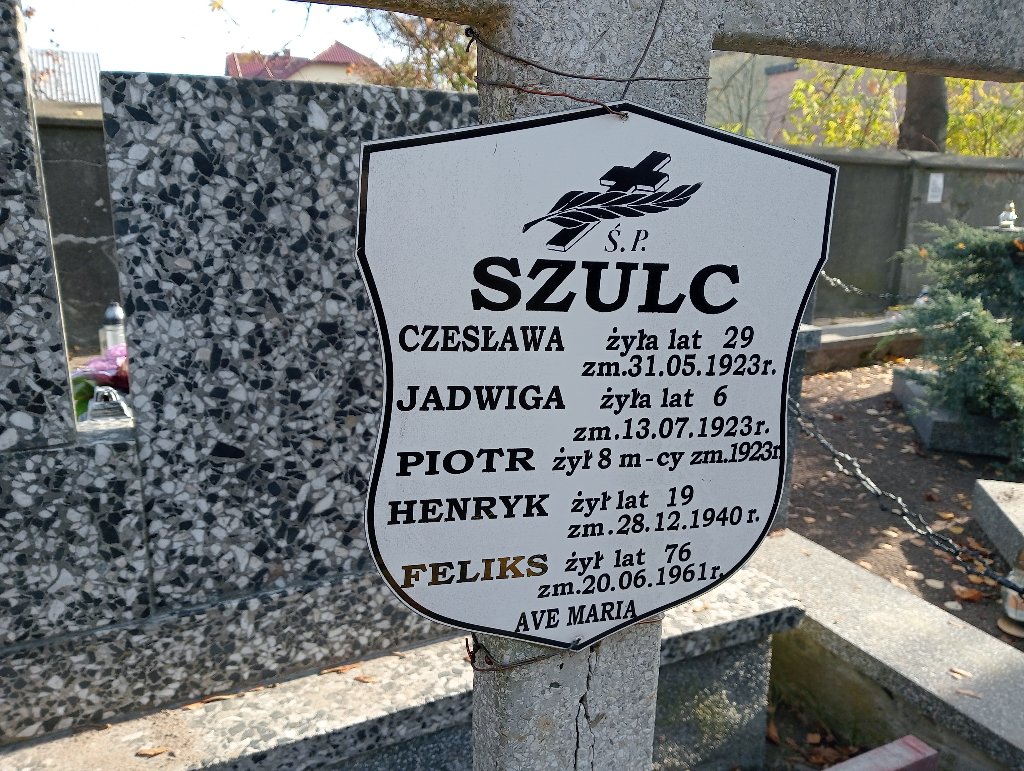 Ś.P.
SZULC
CZESŁAWA żyła lat 29
zm.31.05.1923r.
JADWIGA żyła lat 6
zm.13.07.1923r.
PIOTR żył 8 m-cy zm.1923r
HENRYK żył lat 19
zm.28.12.1940r.
FELIKS żył lat 76
zm.20.06.1961r.
AVE MARIA